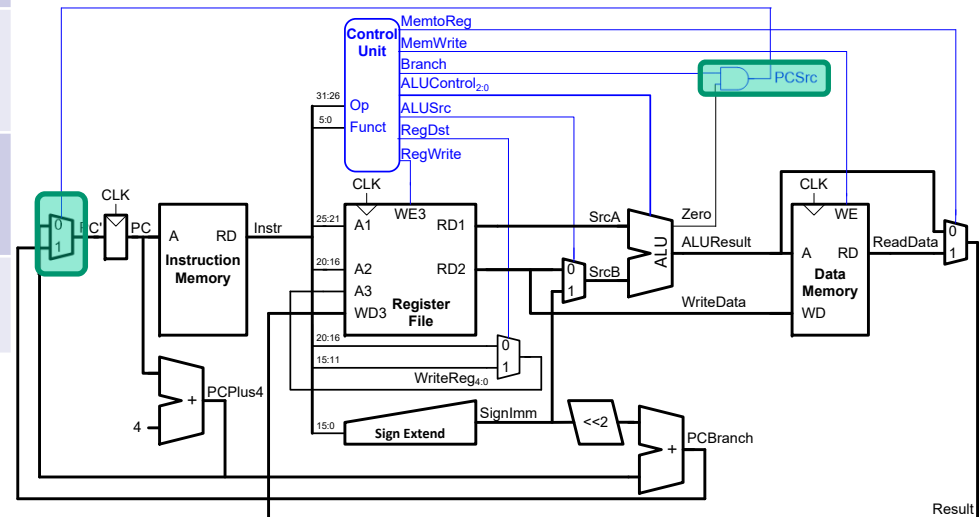 MemtoReg
Control
Unit
MemWrite
Branch
PCSrc
ALUControl2:0
31:26
Op
ALUSrc
5:0
Funct
RegDst
RegWrite
CLK
CLK
CLK
0
1
PC'
PC
A
RD
Instruction
Memory
Instr
25:21
A1
WE3
RD1
SrcA
Zero
WE
0
1
20:16
A2
RD2
0
1
SrcB
ALU
ALUResult
A
RD
ReadData
A3
Data
Memory
WD3
Register
File
WriteData
WD
20:16
0
15:11
1
WriteReg4:0
PCPlus4
+
4
SignImm
15:0
Sign Extend
<<2
PCBranch
+
Result